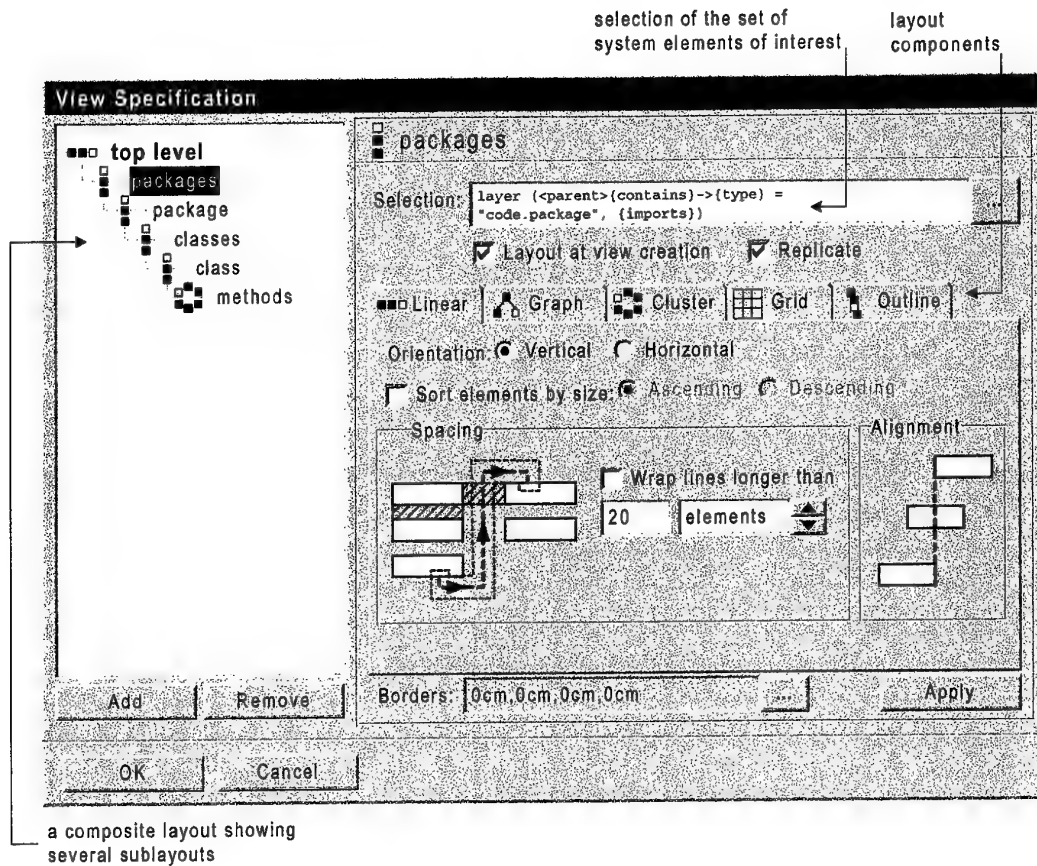 selection of the set of
system elements of interest
layout
components
View Specification
top level
packages
package
classes
class
methods
packages
Selection:
layer (<parent>{contains}->{type} =
"code.package", {imports})
...
Layout at view creation
Replicate
Linear
Graph
Cluster
Grid
Outline
Orientation:
Vertical
Horizontal
Sort elements by size:
Ascending
Descending
Spacing
Wrap lines longer than
20
elements
Alignment
Add
Remove
Borders:
0cm,0cm,0cm,0cm
...
Apply
OK
Cancel
a composite layout showing
several sublayouts